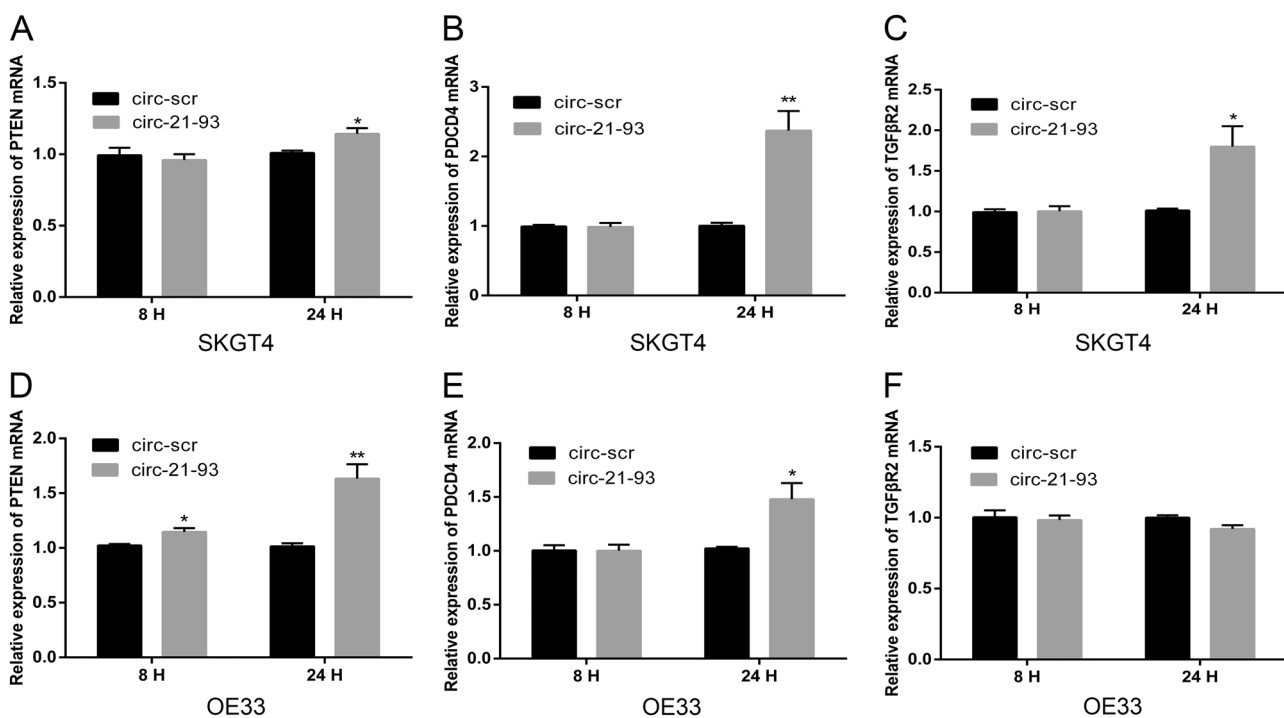 A
Relative expression of PTEN mRNA
1.5
1.0
0.5
0.0
circ-scr
circ-21-93
*
8 H
24 H
SKGT4
B
Relative expression of PDCD4 mRNA
3
2
1
0
circ-scr
circ-21-93
**
8 H
24 H
SKGT4
C
Relative expression of TGFβR2 mRNA
2.5
2.0
1.5
1.0
0.5
0.0
circ-scr
circ-21-93
*
8 H
24 H
SKGT4
D
Relative expression of PTEN mRNA
2.0
1.5
1.0
0.5
0.0
circ-scr
circ-21-93
*
**
8 H
24 H
OE33
E
Relative expression of PDCD4 mRNA
2.0
1.5
1.0
0.5
0.0
circ-scr
circ-21-93
*
8 H
24 H
OE33
F
Relative expression of TGFβR2 mRNA
1.5
1.0
0.5
0.0
circ-scr
circ-21-93
8 H
24 H
OE33